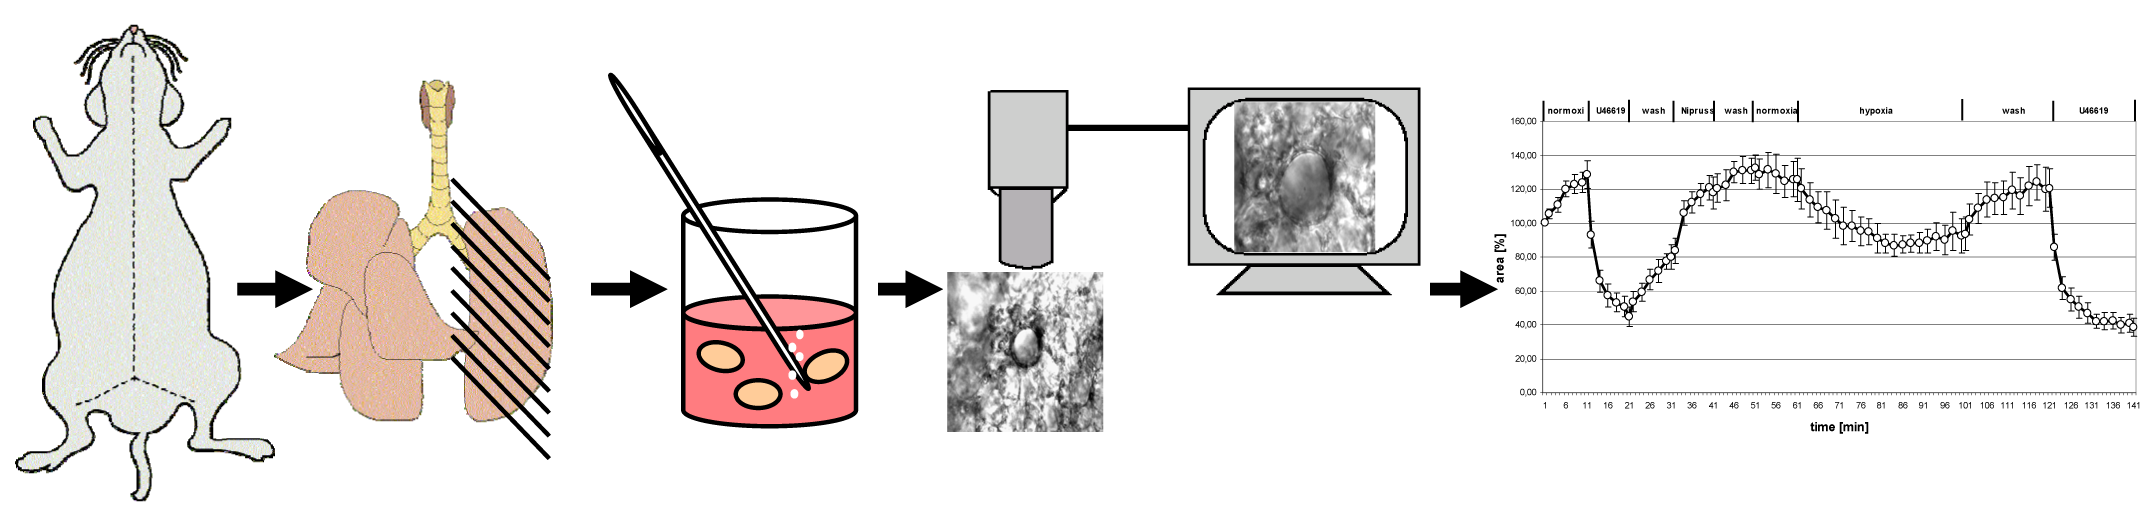 normoxi U46619 wash Nipruss wash normoxia hypoxia wash U46619
160,00
140,00
120,00
100,00
80,00
60,00
40,00
20,00
0,00
area [%]
1 6 11 16 21 26 31 36 41 46 51 56 61 66 71 76 81 86 91 96 101 106 111 116 121 126 131 136 141
time [min]